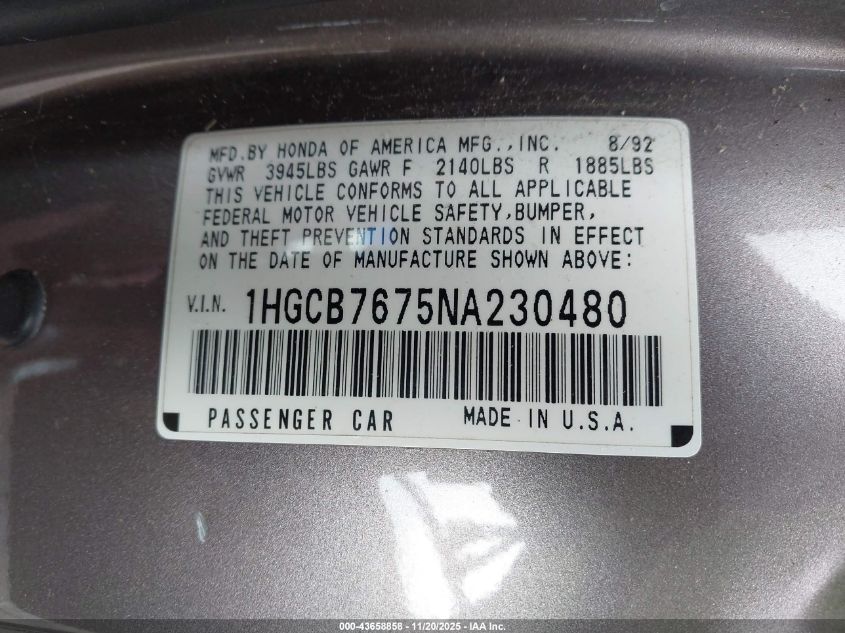 MFD.BY HONDA OF AMERICA MFG.,INC. 8/92
GVWR 3945LBS GAWR F 2140LBS R 1885LBS
THIS VEHICLE CONFORMS TO ALL APPLICABLE
FEDERAL MOTOR VEHICLE SAFETY,BUMPER,
AND THEFT PREVENTION STANDARDS IN EFFECT
ON THE DATE OF MANUFACTURE SHOWN ABOVE:
V.I.N. 1HGCB7675NA230480
PASSENGER CAR MADE IN U.S.A.
000-43658858 - 11/20/2025 - IAA Inc.